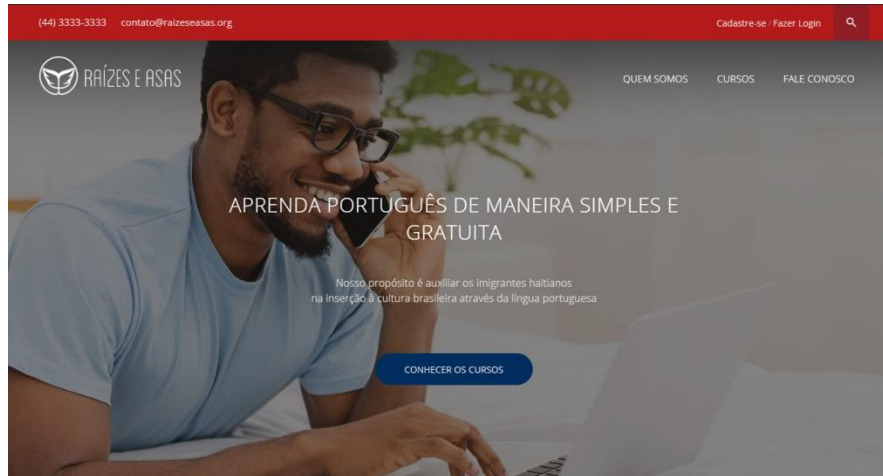 (44) 3333-3333 contato@raizeseasas.org Cadastre-se / Fazer Login
RAÍZES E ASAS QUEM SOMOS CURSOS FALE CONOSCO
APRENDA PORTUGUÊS DE MANEIRA SIMPLES E
GRATUITA
Nosso propósito é auxiliar os imigrantes haitianos
na inserção à cultura brasileira através da língua portuguesa
CONHECER OS CURSOS